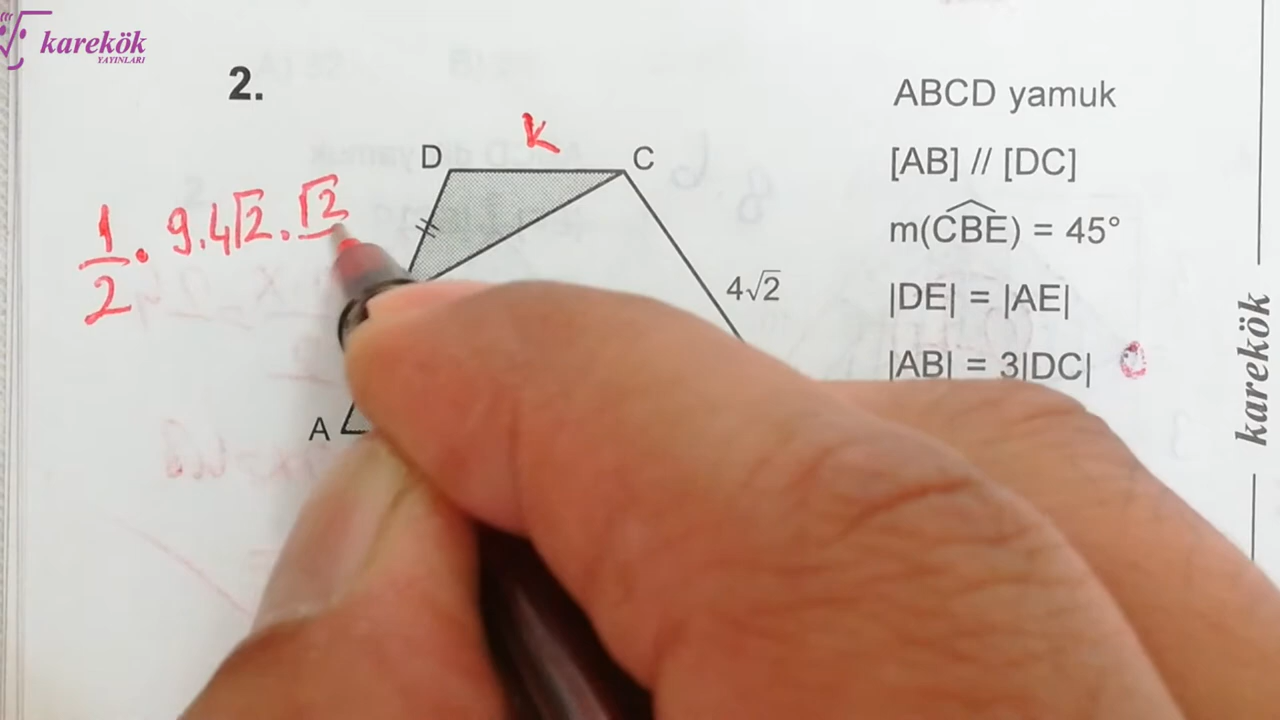 karekök
YAYINLARI
2.
ABCD yamuk
[AB] // [DC]
m(CBE) = 45°
|DE| = |AE|
|AB| = 3|DC|
K
D
C
4√2
A
1/2 . 9.4√2 . √2
karekök